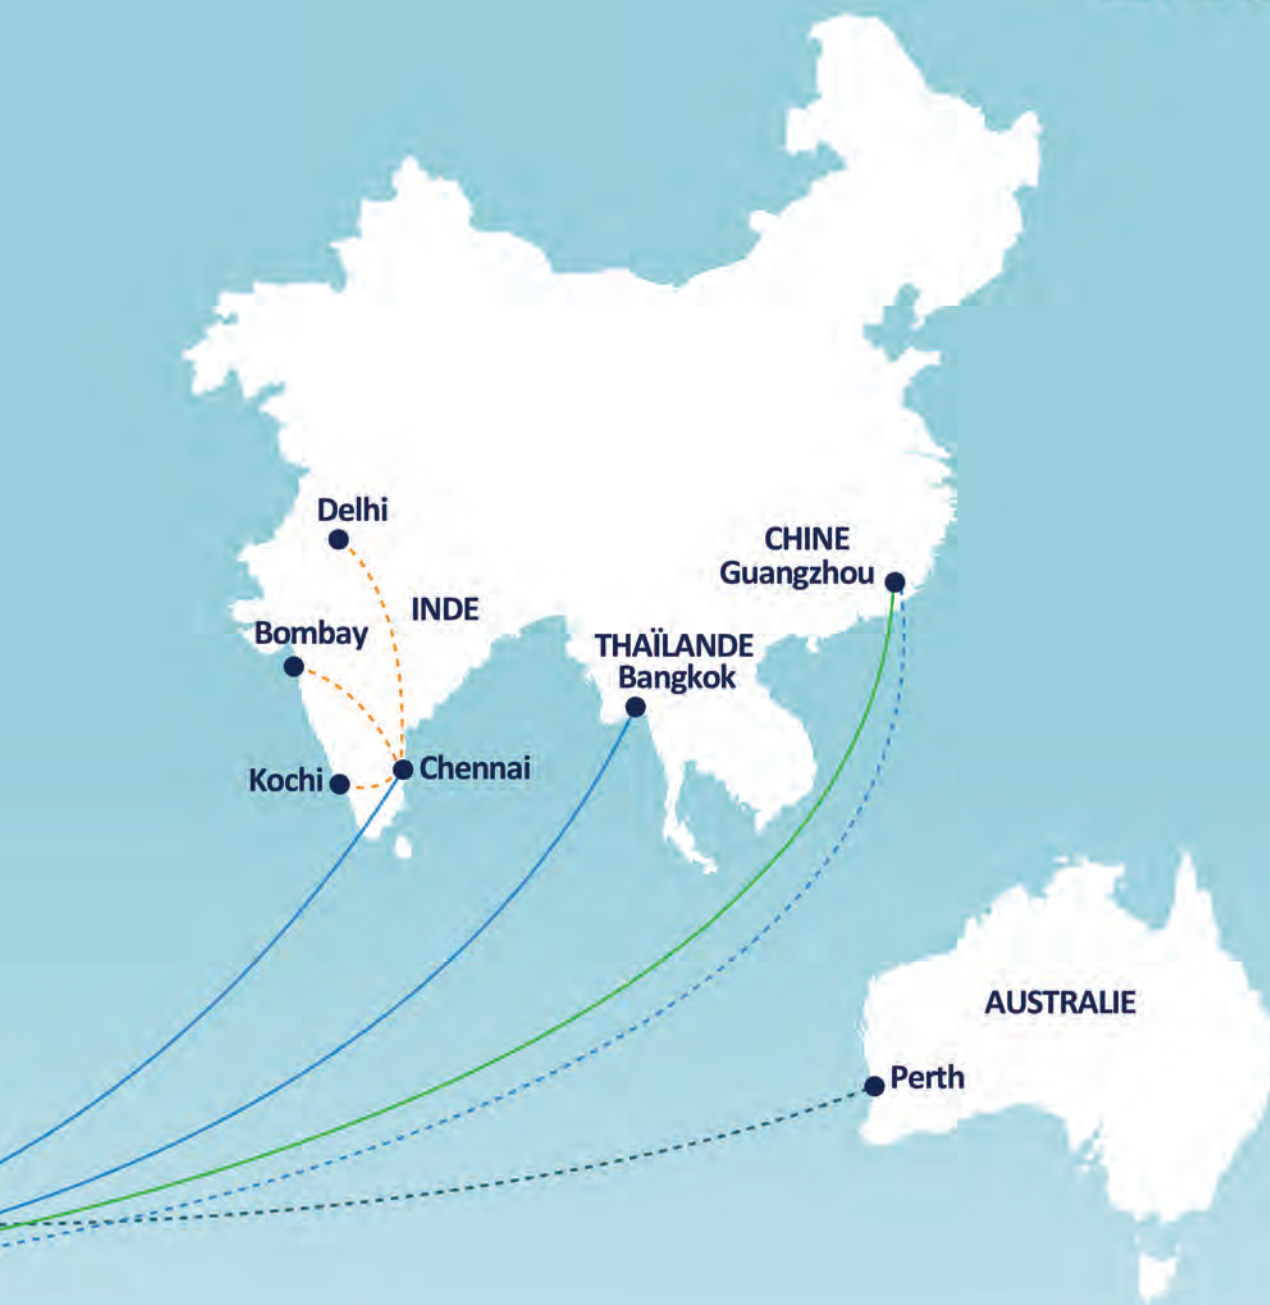 Delhi
CHINE
Guangzhou
INDE
Bombay
THAÏLANDE
Bangkok
Chennai
Kochi
AUSTRALIE
Perth